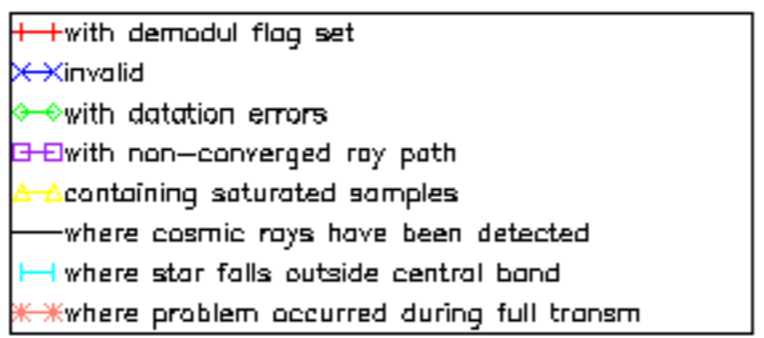 with demodul flag set
invalid
with datation errors
with non-converged ray path
containing saturated samples
where cosmic rays have been detected
where star falls outside central band
where problem occurred during full transm